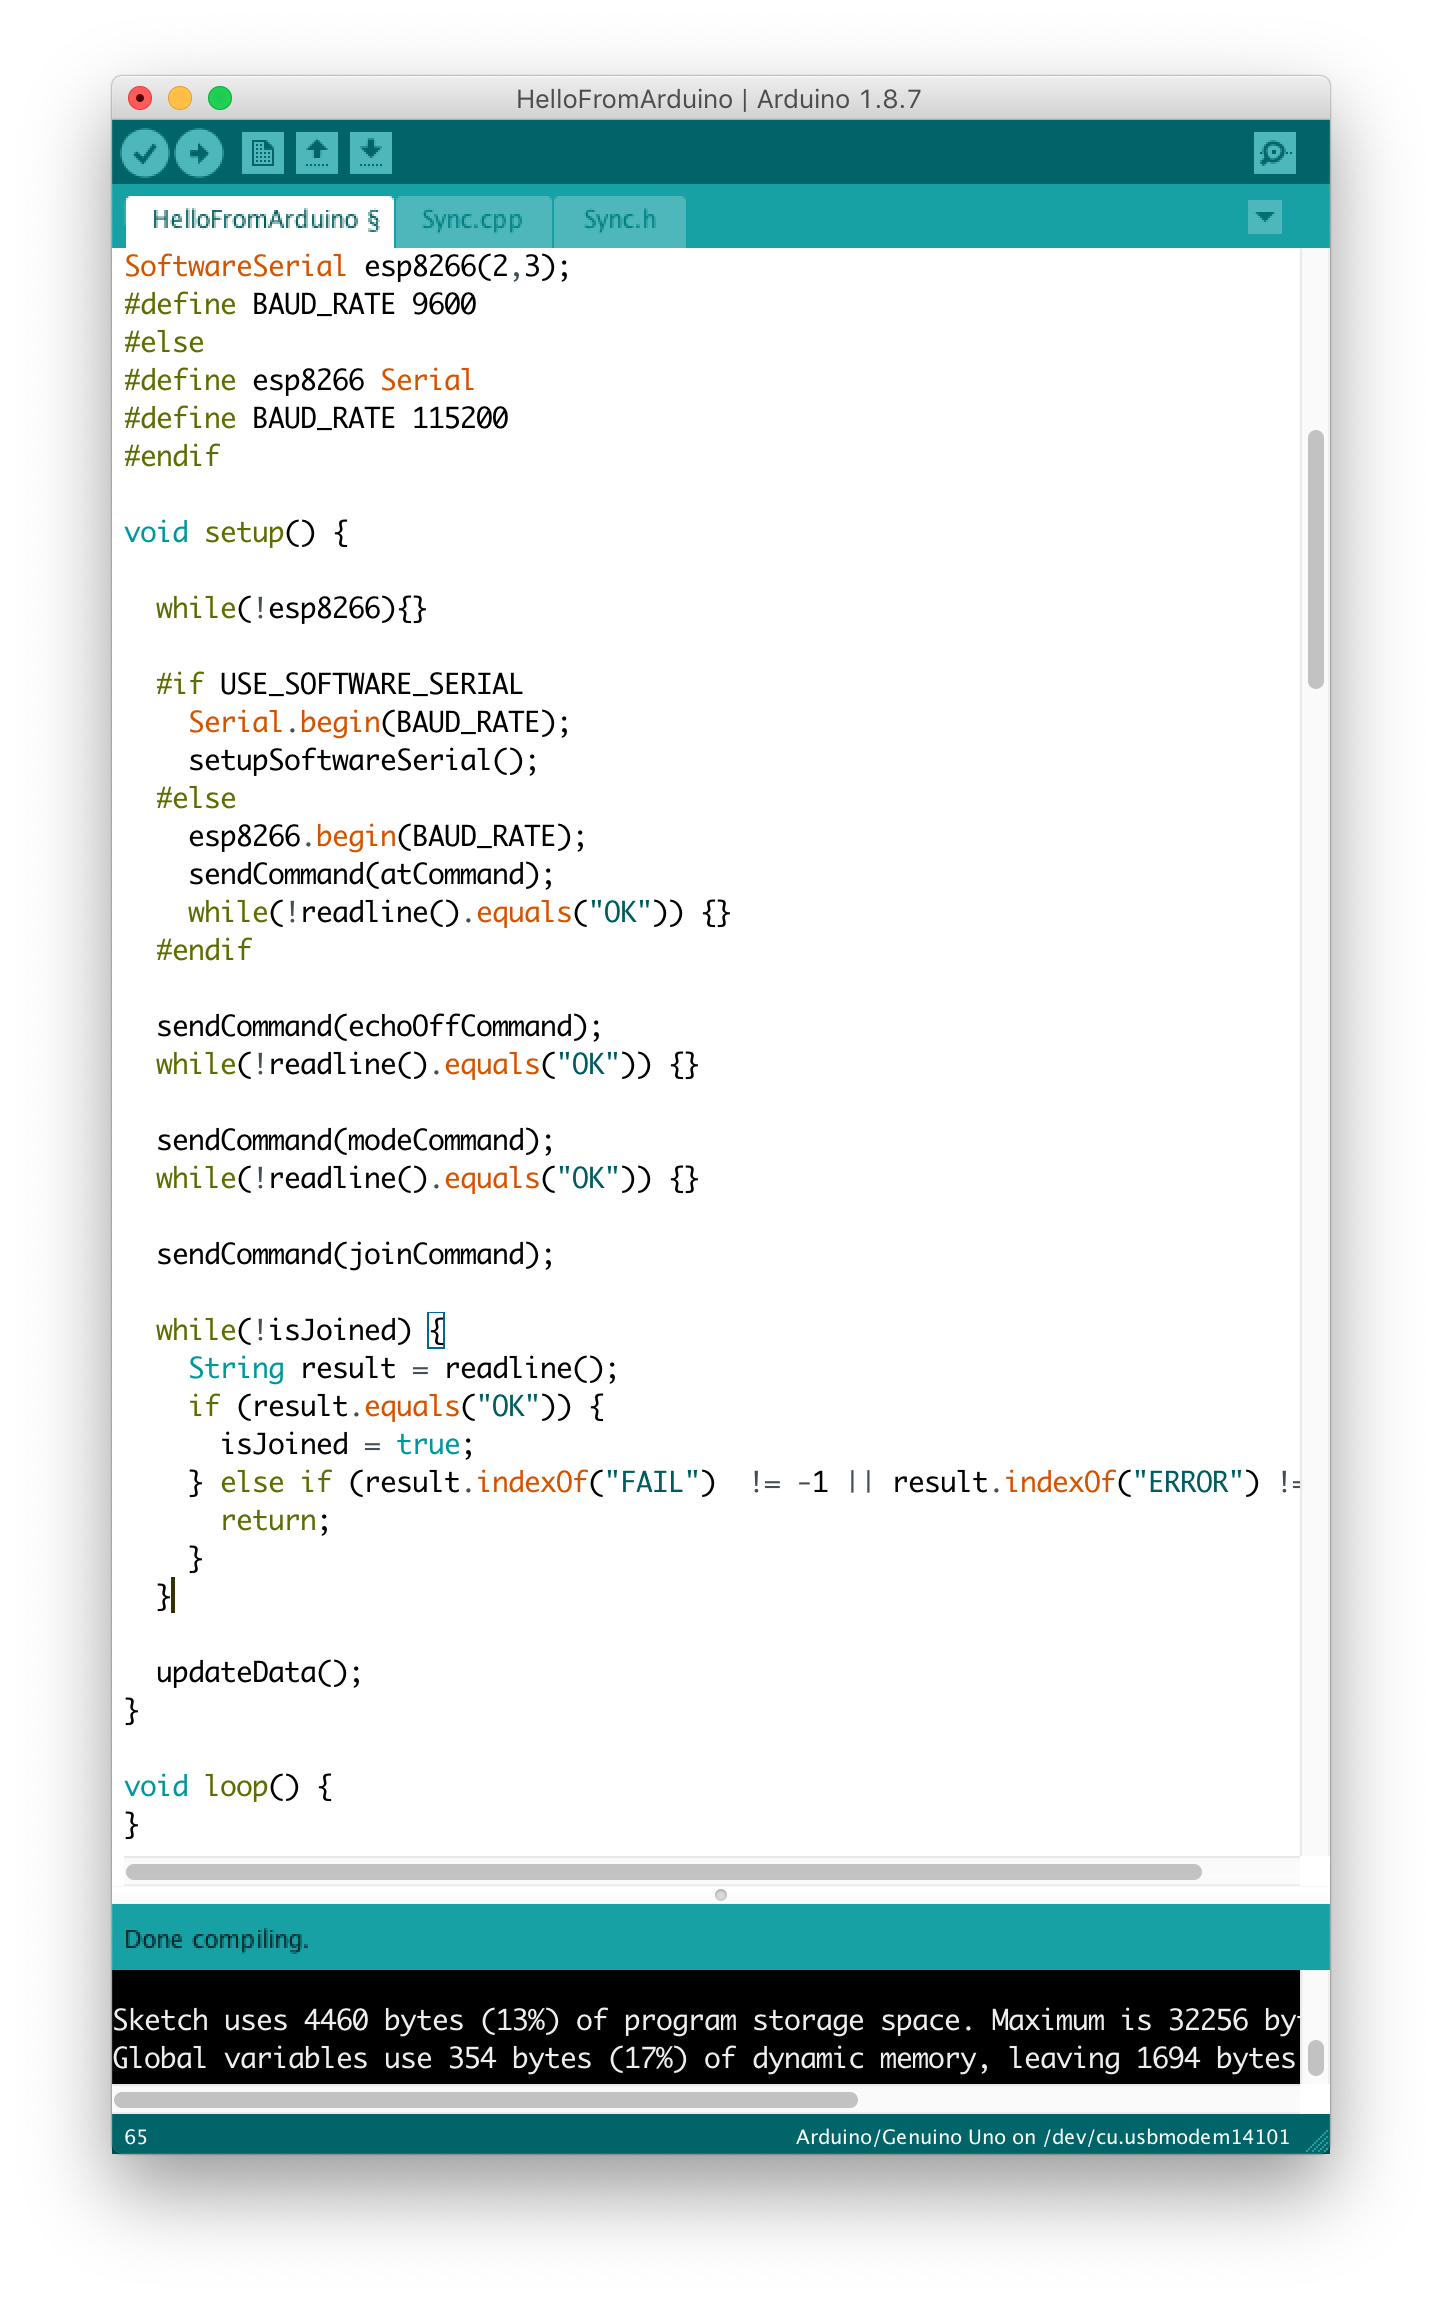 HelloFromArduino | Arduino 1.8.7
HelloFromArduino § Sync.cpp Sync.h
SoftwareSerial esp8266(2,3);
#define BAUD_RATE 9600
#else
#define esp8266 Serial
#define BAUD_RATE 115200
#endif
void setup() {
while(!esp8266){}
#if USE_SOFTWARE_SERIAL
Serial.begin(BAUD_RATE);
setupSoftwareSerial();
#else
esp8266.begin(BAUD_RATE);
sendCommand(atCommand);
while(!readline().equals("OK")) {}
#endif
sendCommand(echoOffCommand);
while(!readline().equals("OK")) {}
sendCommand(modeCommand);
while(!readline().equals("OK")) {}
sendCommand(joinCommand);
while(!isJoined) {
String result = readline();
if (result.equals("OK")) {
isJoined = true;
} else if (result.indexOf("FAIL")  != -1 || result.indexOf("ERROR") !=
return;
}
}
updateData();
}
void loop() {
}
Done compiling.
Sketch uses 4460 bytes (13%) of program storage space. Maximum is 32256 by
Global variables use 354 bytes (17%) of dynamic memory, leaving 1694 bytes
65 Arduino/Genuino Uno on /dev/cu.usbmodem14101